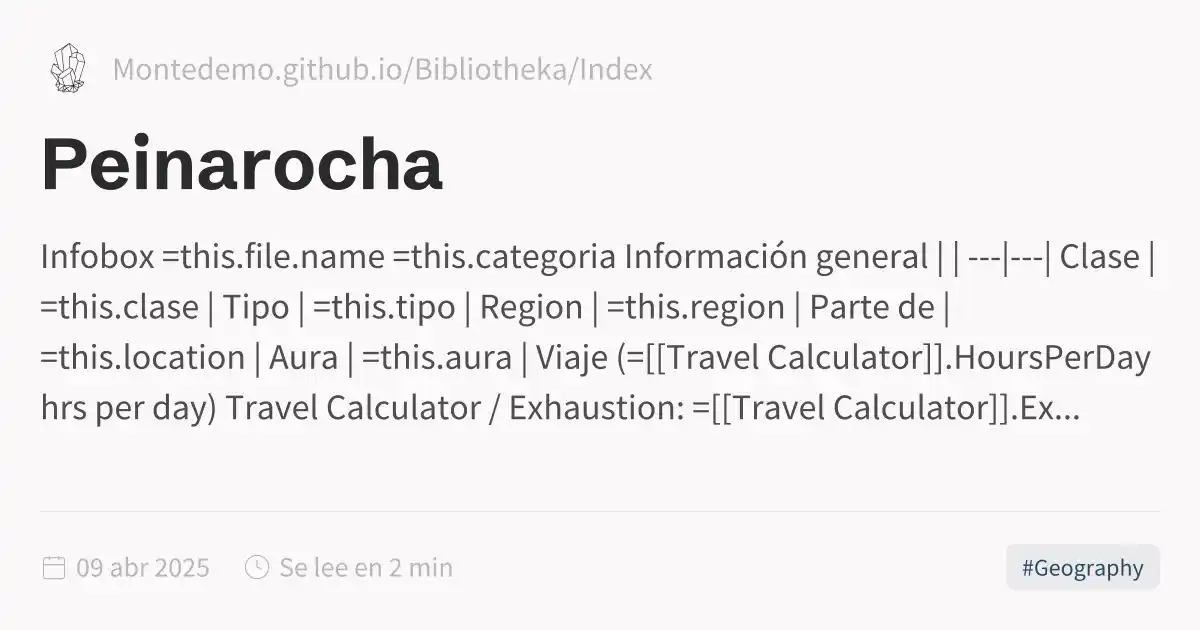 Montedemo.github.io/Bibliotheka/Index
Peinarocha
Infobox =this.file.name =this.categoria Información general | | ---|---| Clase |
=this.clase | Tipo | =this.tipo | Region | =this.region | Parte de |
=this.location | Aura | =this.aura | Viaje (=[[Travel Calculator]].HoursPerDay
hrs per day) Travel Calculator / Exhaustion: =[[Travel Calculator]].Ex...
09 abr 2025 Se lee en 2 min #Geography